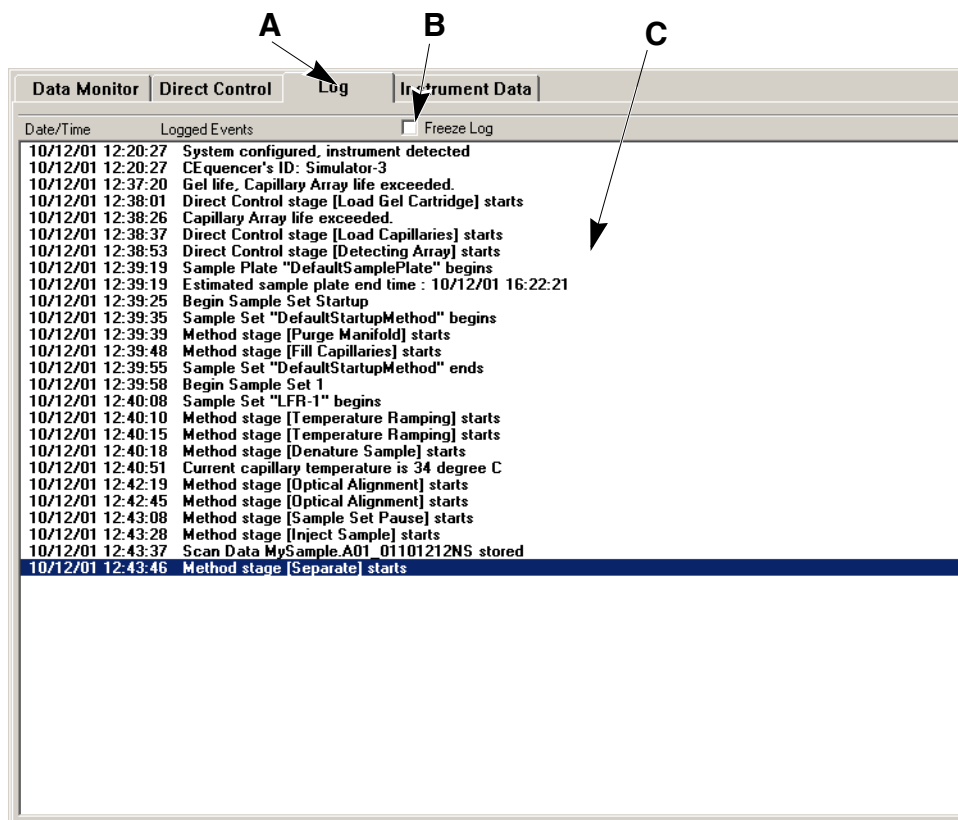 A B C
Data Monitor Direct Control Log Instrument Data
Date/Time Logged Events Freeze Log
10/12/01 12:20:27 System configured, instrument detected
10/12/01 12:20:27 CEquencer's ID: Simulator-3
10/12/01 12:37:20 Gel life, Capillary Array life exceeded.
10/12/01 12:38:01 Direct Control stage [Load Gel Cartridge] starts
10/12/01 12:38:26 Capillary Array life exceeded.
10/12/01 12:38:37 Direct Control stage [Load Capillaries] starts
10/12/01 12:38:53 Direct Control stage [Detecting Array] starts
10/12/01 12:39:19 Sample Plate "DefaultSamplePlate" begins
10/12/01 12:39:19 Estimated sample plate end time : 10/12/01 16:22:21
10/12/01 12:39:25 Begin Sample Set Startup
10/12/01 12:39:35 Sample Set "DefaultStartupMethod" begins
10/12/01 12:39:39 Method stage [Purge Manifold] starts
10/12/01 12:39:48 Method stage [Fill Capillaries] starts
10/12/01 12:39:55 Sample Set "DefaultStartupMethod" ends
10/12/01 12:39:58 Begin Sample Set 1
10/12/01 12:40:08 Sample Set "LFR-1" begins
10/12/01 12:40:10 Method stage [Temperature Ramping] starts
10/12/01 12:40:15 Method stage [Temperature Ramping] starts
10/12/01 12:40:18 Method stage [Denature Sample] starts
10/12/01 12:40:51 Current capillary temperature is 34 degree C
10/12/01 12:42:19 Method stage [Optical Alignment] starts
10/12/01 12:42:45 Method stage [Optical Alignment] starts
10/12/01 12:43:08 Method stage [Sample Set Pause] starts
10/12/01 12:43:28 Method stage [Inject Sample] starts
10/12/01 12:43:37 Scan Data MySample.A01_01101212NS stored
10/12/01 12:43:46 Method stage [Separate] starts